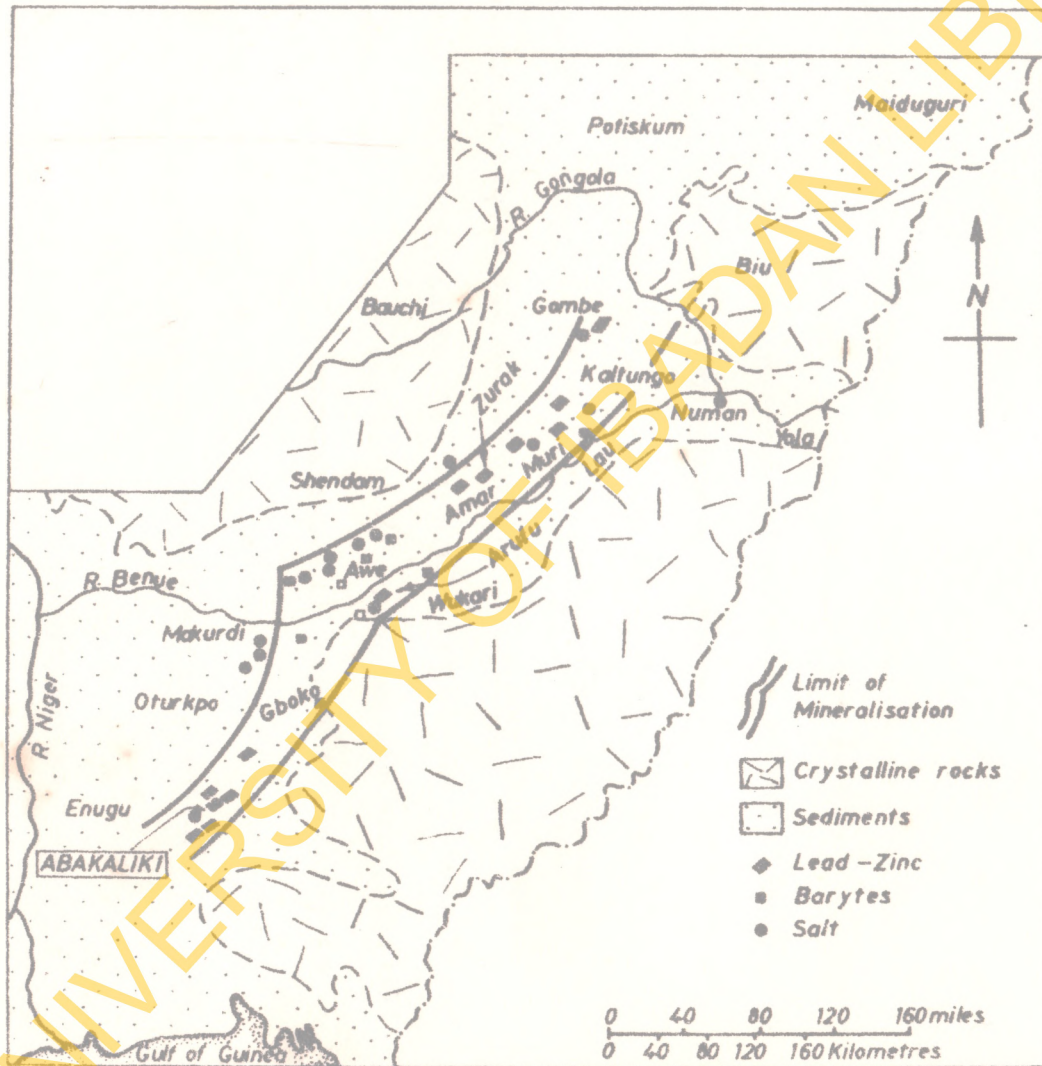 Maiduguri
Potiskum
R. Gongola
Biu
Bauchi
Gombe
N
Zurak
Kaltungo
Numan
Yola
Shendam
Muri
Lau
Amar
Arufu
Awe
R. Benue
Wukari
Makurdi
R. Niger
Oturkpo
Gboko
Enugu
ABAKALIKI
Limit of
Mineralisation
Crystalline rocks
Sediments
Lead-Zinc
Barytes
Salt
0 40 80 120 160 miles
0 40 80 120 160 Kilometres
Gulf of Guinea
UNIVERSITY OF IBADAN LIB